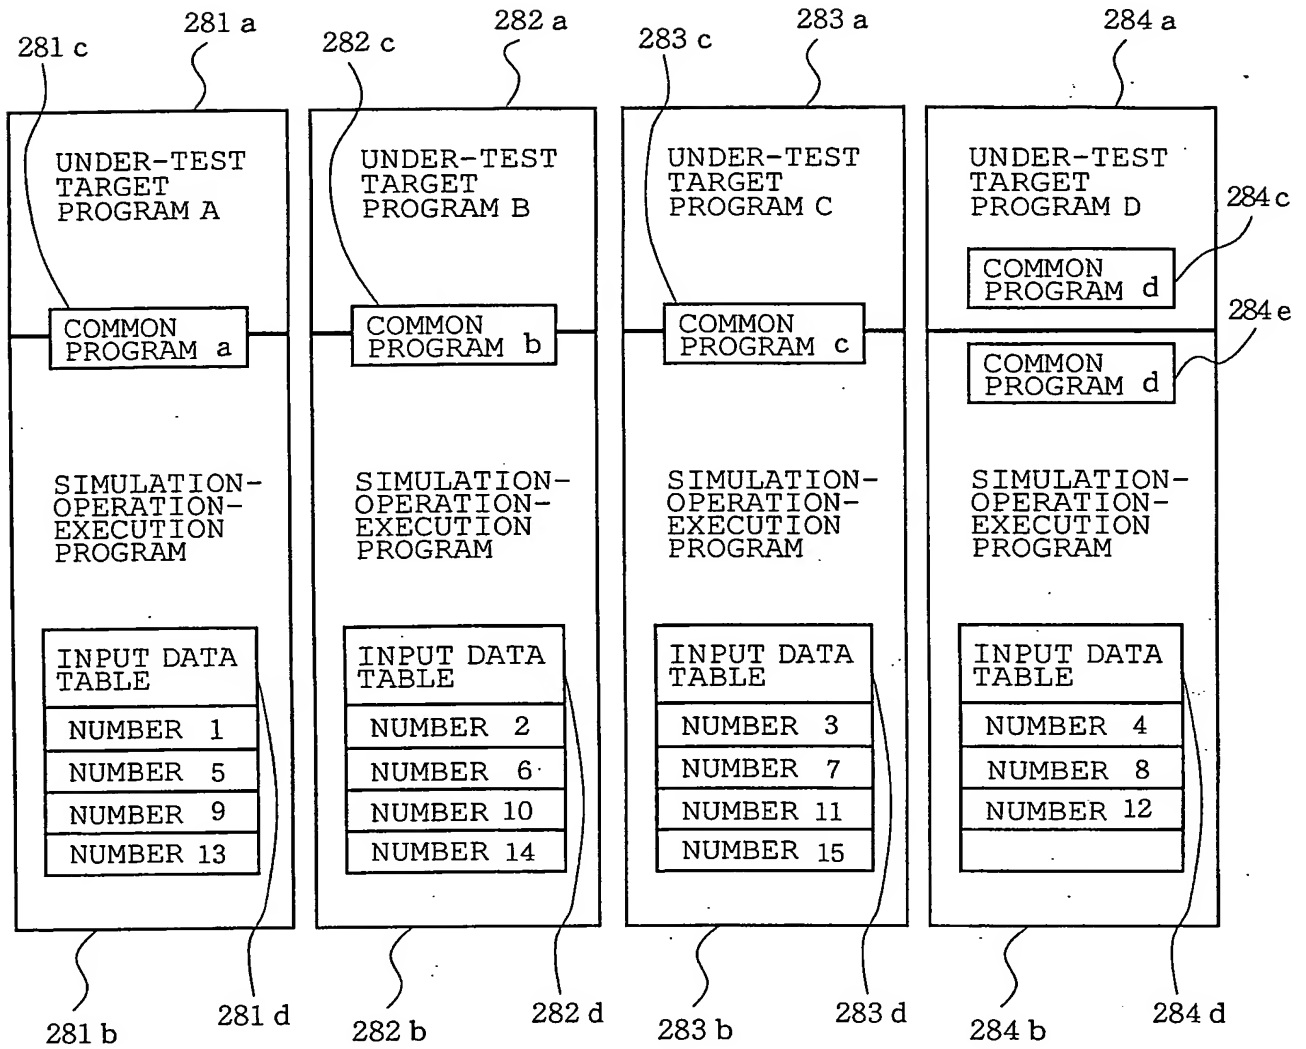 281 a
282 a
283 a
284 a
281 c
282 c
283 c
UNDER-TEST
TARGET
PROGRAM A
UNDER-TEST
TARGET
PROGRAM B
UNDER-TEST
TARGET
PROGRAM C
UNDER-TEST
TARGET
PROGRAM D
284 c
COMMON
PROGRAM d
284 e
COMMON
PROGRAM a
COMMON
PROGRAM b
COMMON
PROGRAM c
COMMON
PROGRAM d
SIMULATION-
OPERATION-
EXECUTION
PROGRAM
SIMULATION-
OPERATION-
EXECUTION
PROGRAM
SIMULATION-
OPERATION-
EXECUTION
PROGRAM
SIMULATION-
OPERATION-
EXECUTION
PROGRAM
INPUT DATA
TABLE
NUMBER 1
NUMBER 5
NUMBER 9
NUMBER 13
INPUT DATA
TABLE
NUMBER 2
NUMBER 6
NUMBER 10
NUMBER 14
INPUT DATA
TABLE
NUMBER 3
NUMBER 7
NUMBER 11
NUMBER 15
INPUT DATA
TABLE
NUMBER 4
NUMBER 8
NUMBER 12
281 b
281 d
282 b
282 d
283 b
283 d
284 b
284 d